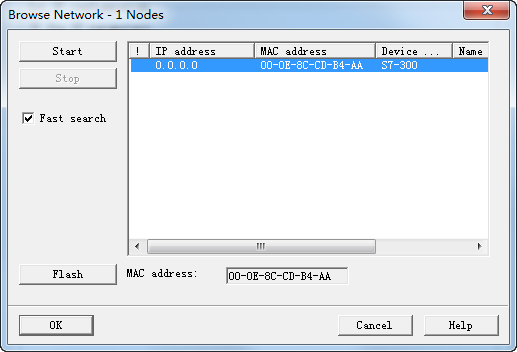 Browse Network - 1 Nodes
Start
Stop
Fast search
! IP address MAC address Device ... Name
0.0.0.0 00-0E-8C-CD-B4-AA S7-300
Flash
MAC address: 00-0E-8C-CD-B4-AA
OK
Cancel
Help